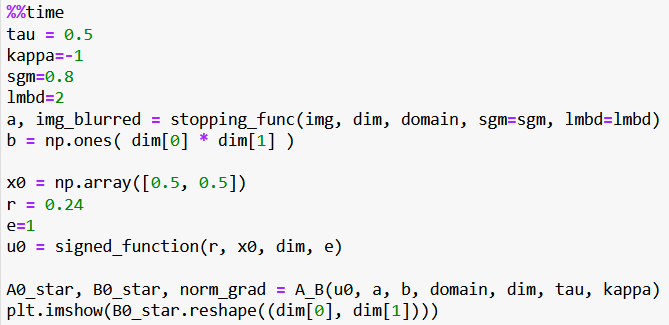 %%time
tau = 0.5
kappa=-1
sgm=0.8
lmbd=2
a, img_blurred = stopping_func(img, dim, domain, sgm=sgm, lmbd=lmbd)
b = np.ones( dim[0] * dim[1] )
x0 = np.array([0.5, 0.5])
r = 0.24
e=1
u0 = signed_function(r, x0, dim, e)
A0_star, B0_star, norm_grad = A_B(u0, a, b, domain, dim, tau, kappa)
plt.imshow(B0_star.reshape((dim[0], dim[1])))